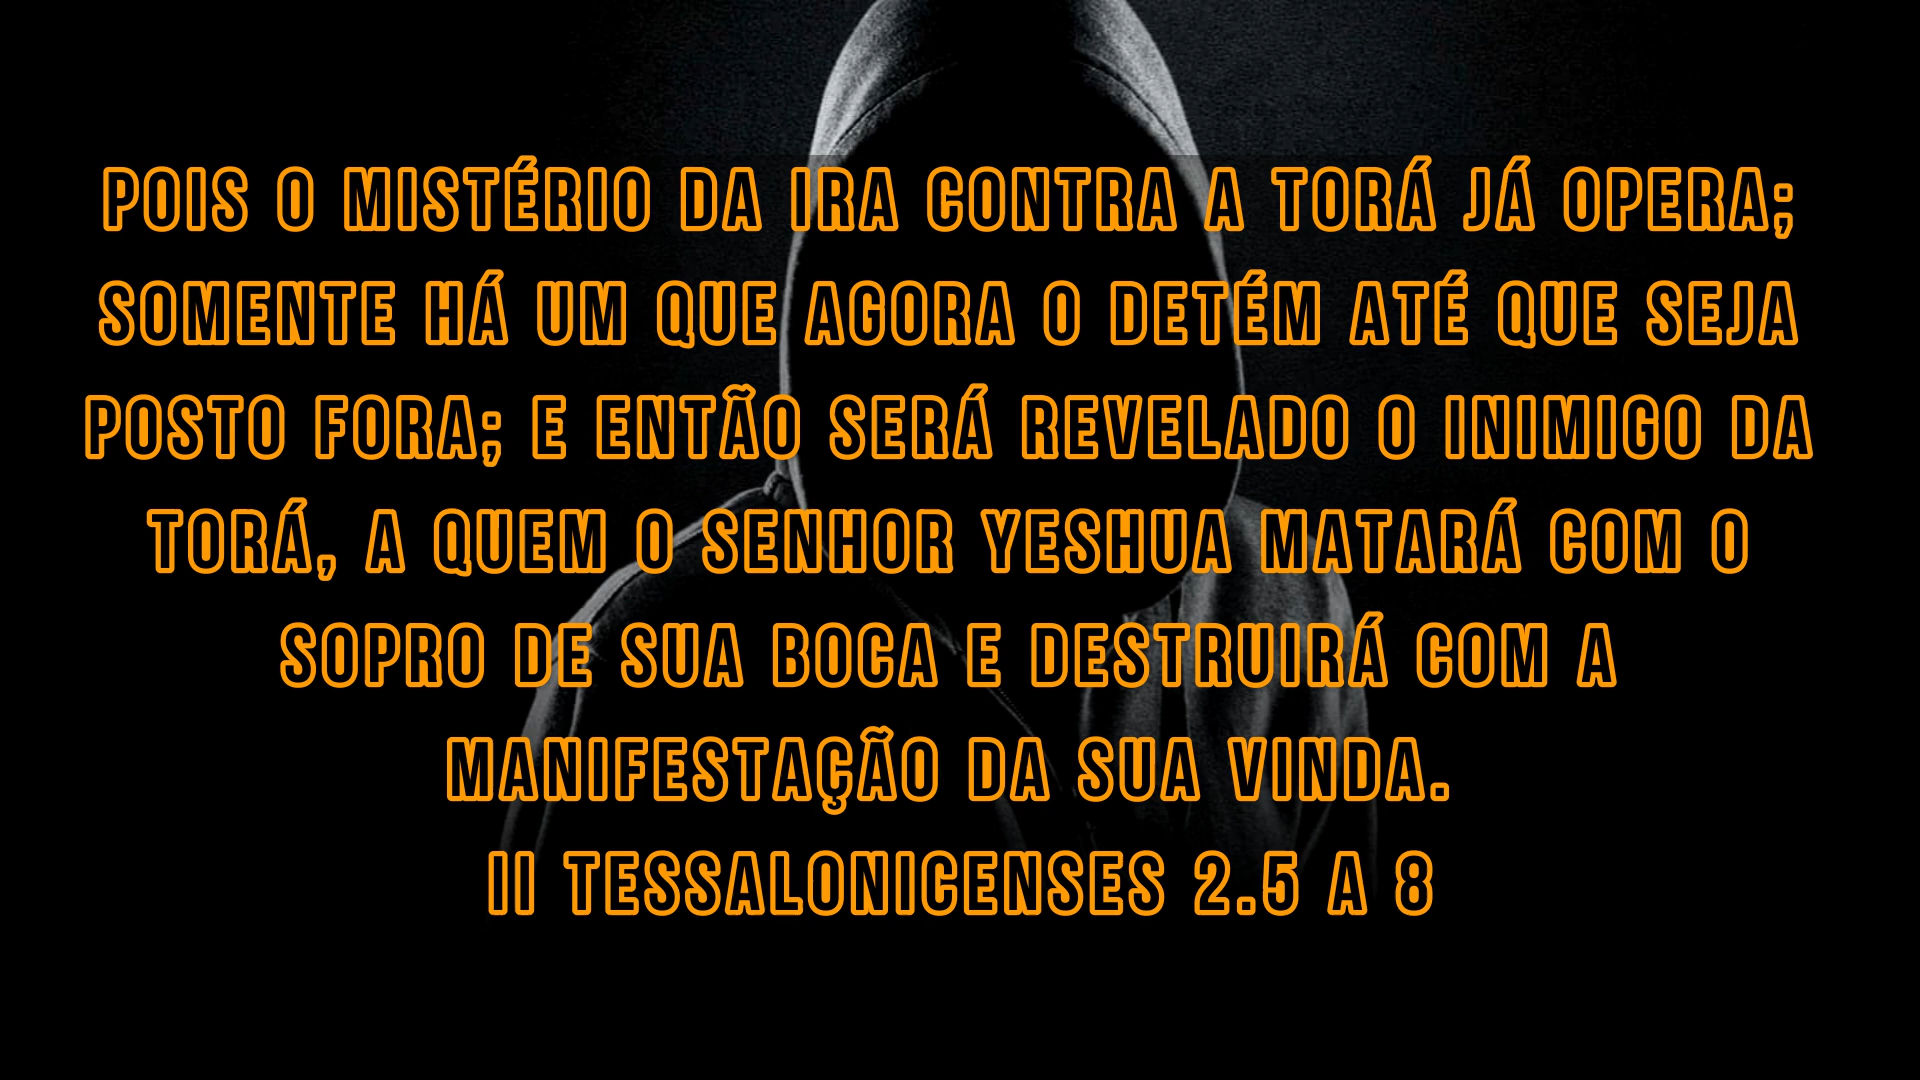 POIS O MISTÉRIO DA IRA CONTRA A TORÁ JÁ OPERA;
SOMENTE HÁ UM QUE AGORA O DETÉM ATÉ QUE SEJA
POSTO FORA; E ENTÃO SERÁ REVELADO O INIMIGO DA
TORÁ, A QUEM O SENHOR YESHUA MATARÁ COM O
SOPRO DE SUA BOCA E DESTRUIRÁ COM A
MANIFESTAÇÃO DA SUA VINDA.
II TESSALONICENSES 2.5 A 8